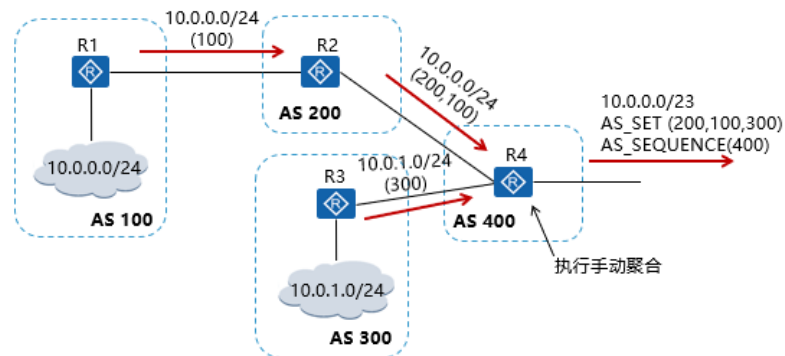 10.0.0.0/24
(100)
R1
R2
10.0.0.0/24
(200,100)
AS 200
10.0.0.0/23
AS_SET (200,100,300)
AS_SEQUENCE(400)
10.0.0.0/24
AS 100
10.0.1.0/24
(300)
R3
R4
AS 400
执行手动聚合
10.0.1.0/24
AS 300